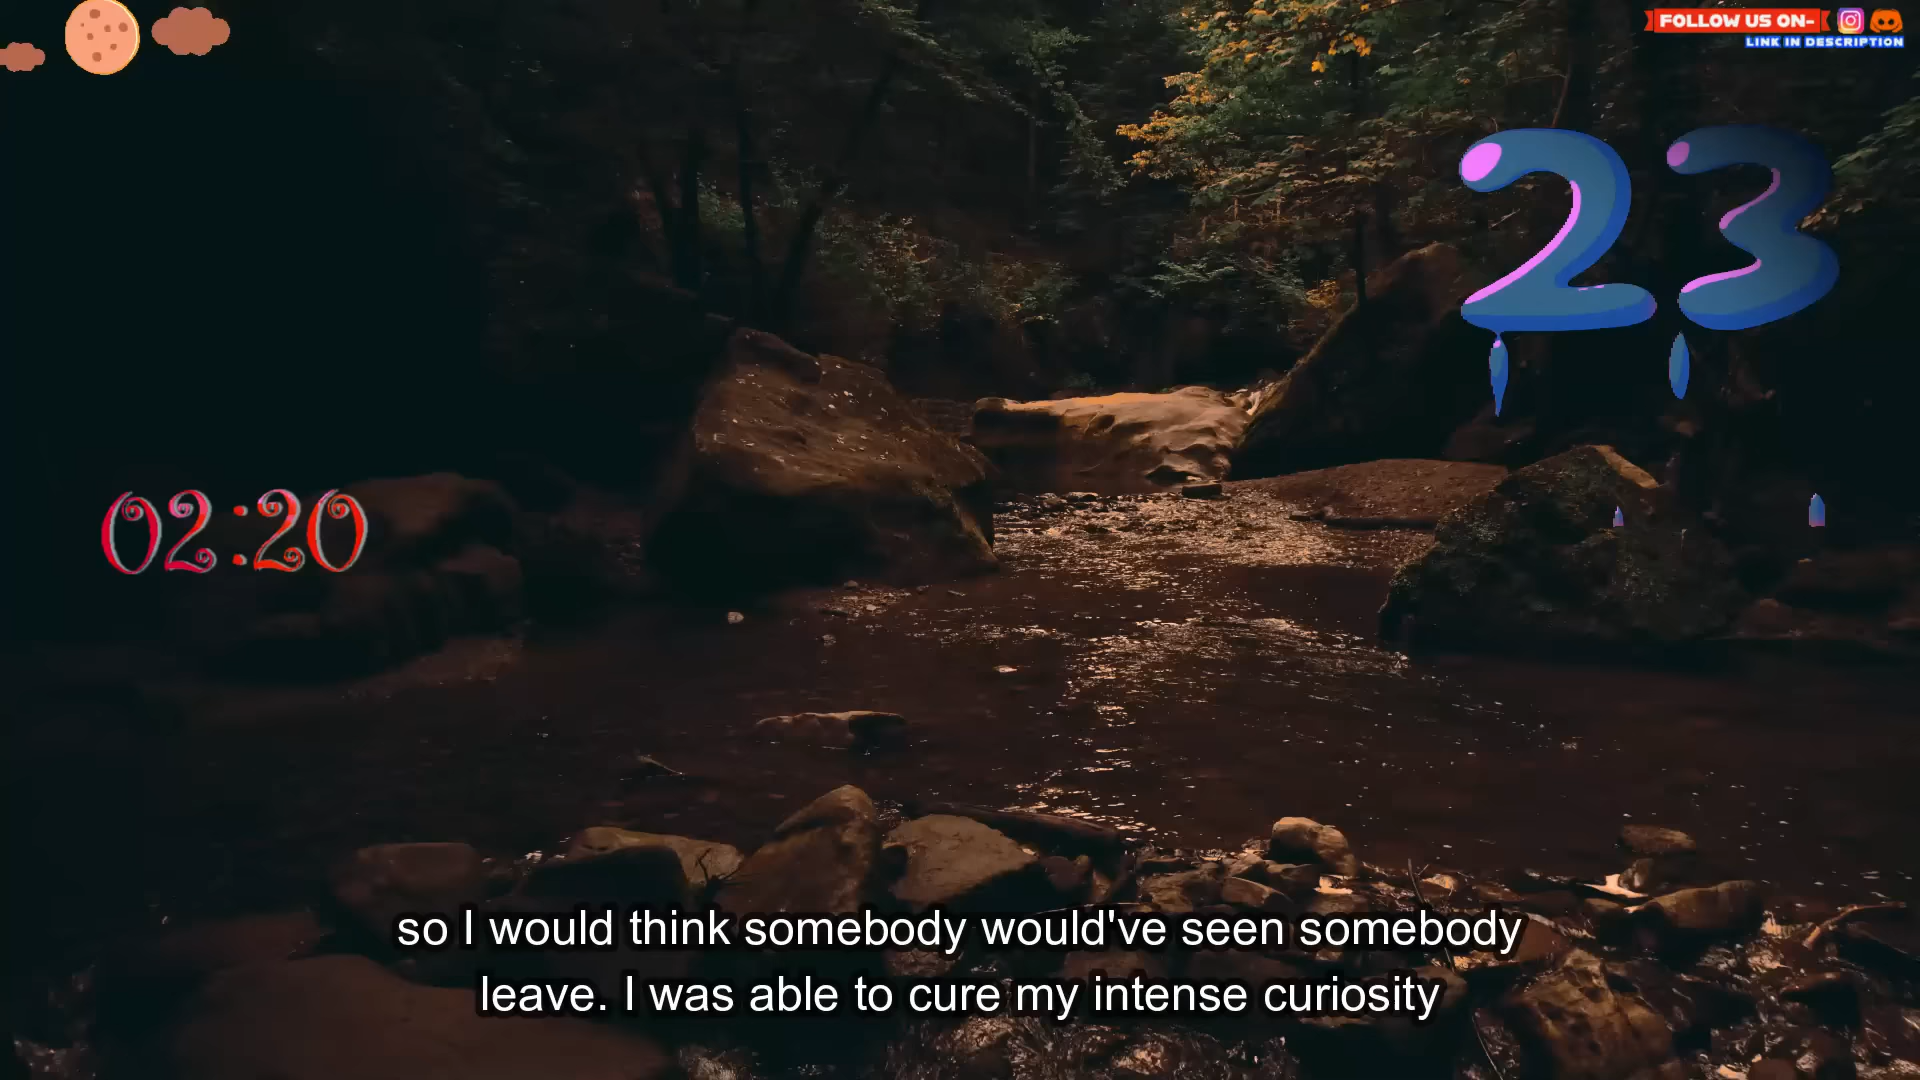 FOLLOW US ON-
LINK IN DESCRIPTION
23
02:20
so I would think somebody would've seen somebody
leave. I was able to cure my intense curiosity